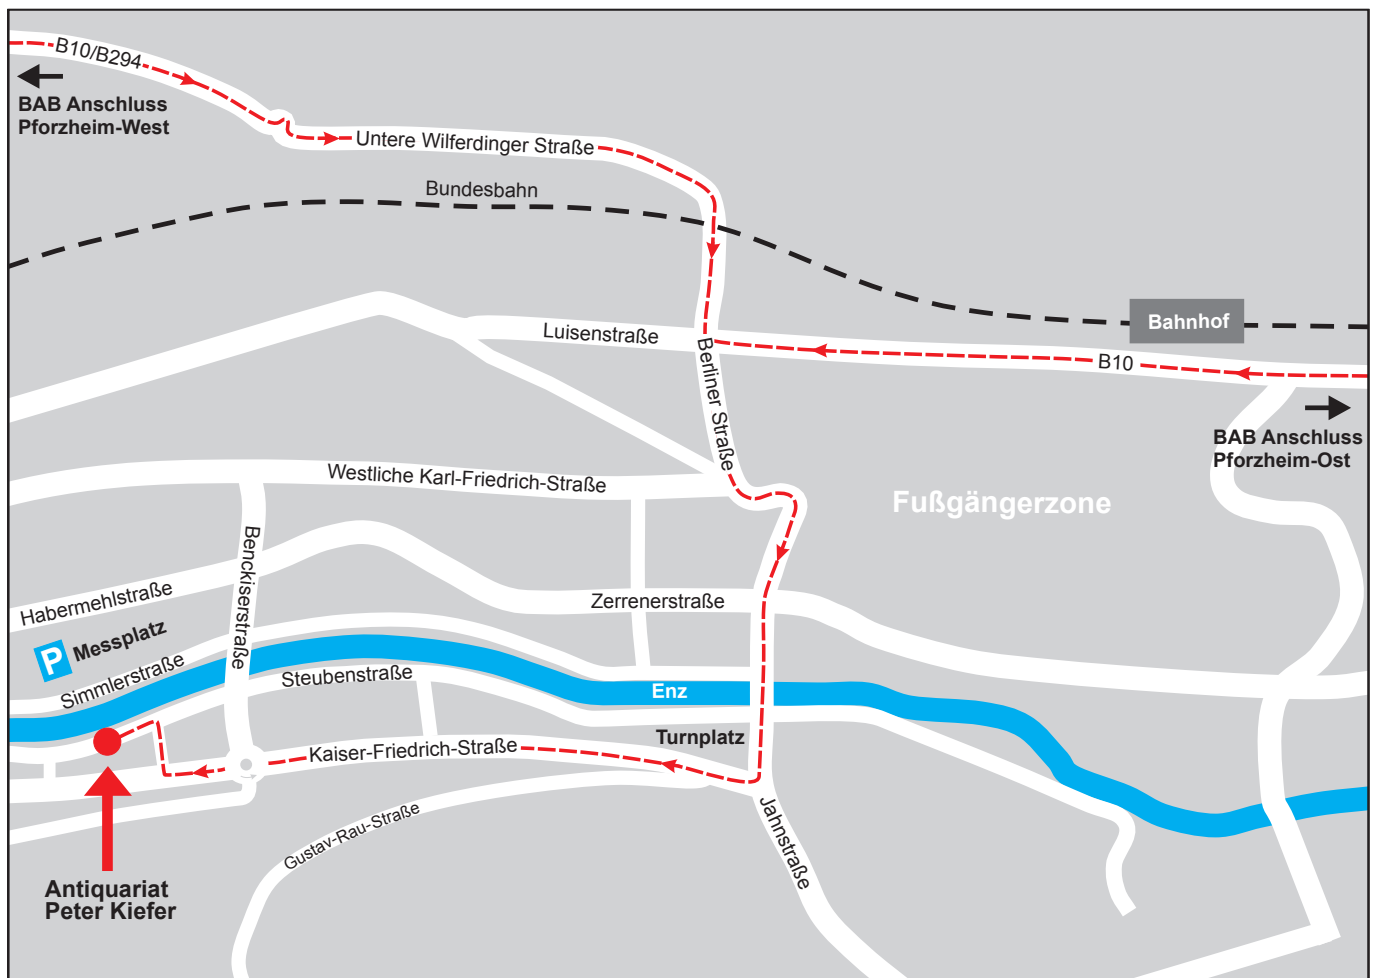 B10/B294
BAB Anschluss
Pforzheim-West
Untere Wilferdinger Straße
Bundesbahn
Bahnhof
Luisenstraße
B10
Berliner Straße
BAB Anschluss
Pforzheim-Ost
Westliche Karl-Friedrich-Straße
Fußgängerzone
Benckiserstraße
Habermehlstraße
Zerrenerstraße
P
Messplatz
Simmlerstraße
Steubenstraße
Enz
Turnplatz
Kaiser-Friedrich-Straße
Gustav-Rau-Straße
Jahnstraße
Antiquariat
Peter Kiefer